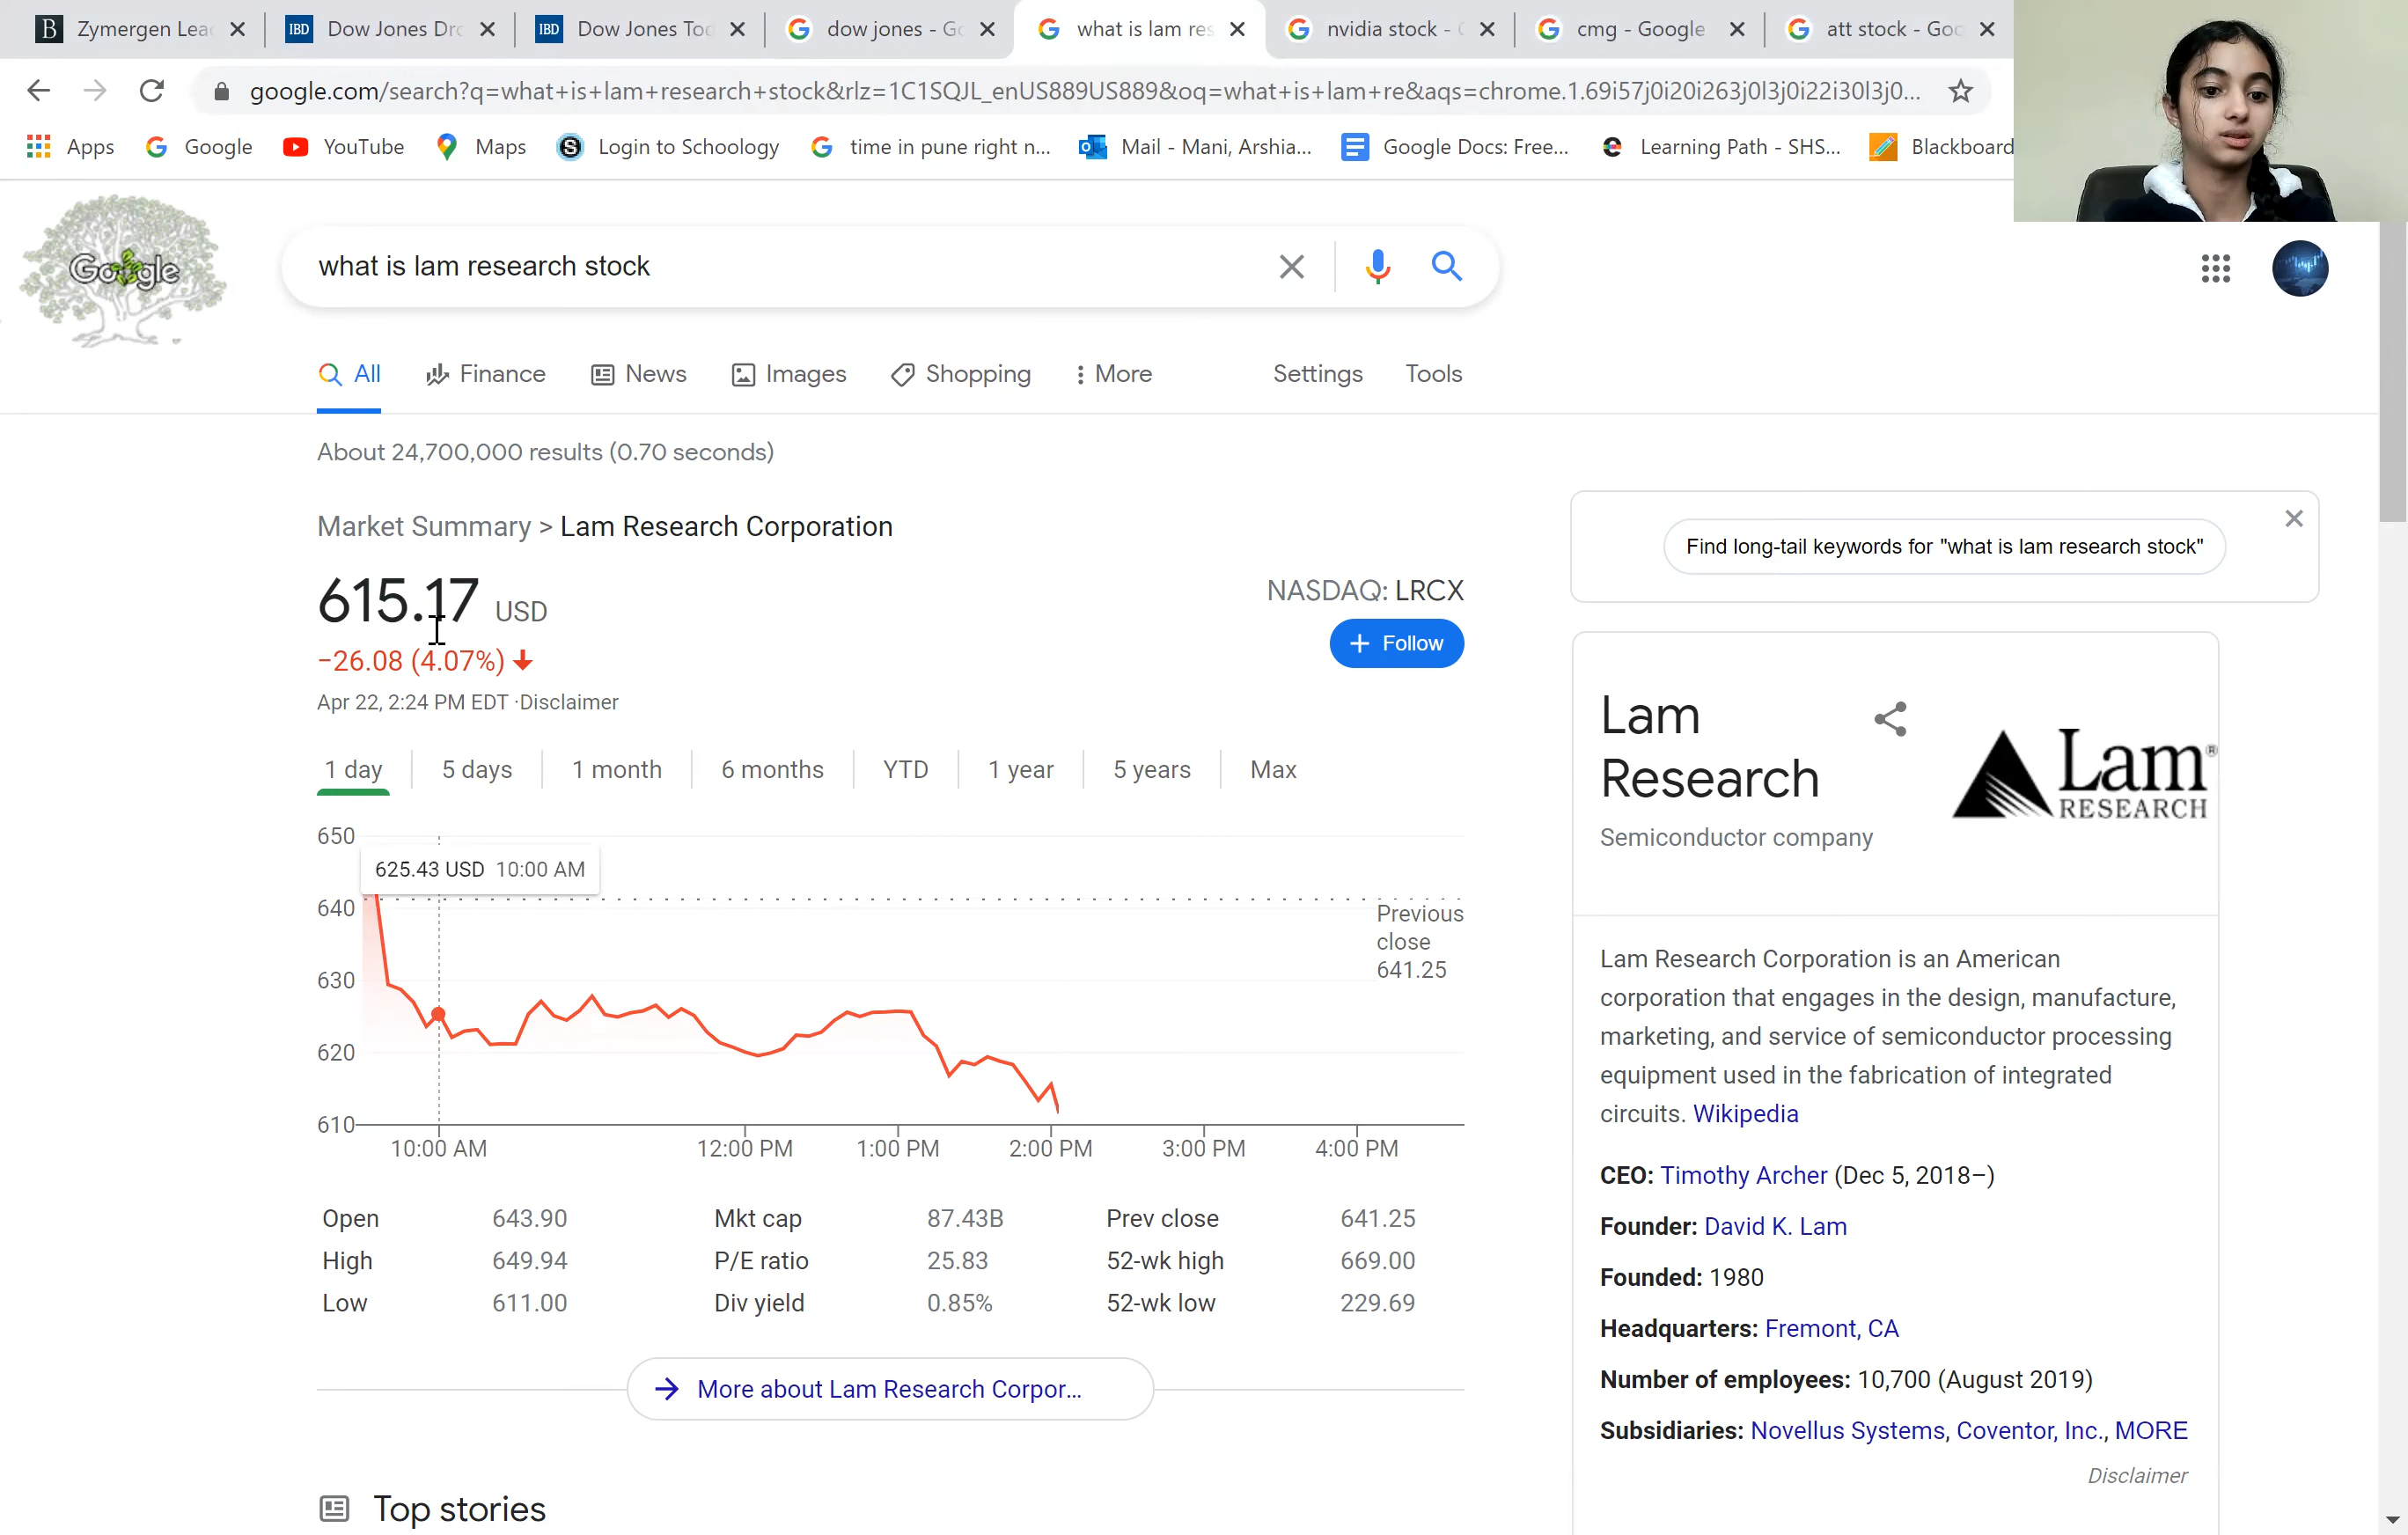 B Zymergen Lea
IBD Dow Jones Dro
IBD Dow Jones Tod
dow jones - Go
what is lam res
nvidia stock - G
cmg - Google
att stock - Goo
google.com/search?q=what+is+lam+research+stock&rlz=1C1SQJL_enUS889US889&oq=what+is+lam+re&aqs=chrome.1.69i57j0i20i263j0l3j0i22i30l3j0...
Apps Google YouTube Maps Login to Schoology time in pune right n... Mail - Mani, Arshia... Google Docs: Free... Learning Path - SHS... Blackboard
Google
what is lam research stock
All Finance News Images Shopping More Settings Tools
About 24,700,000 results (0.70 seconds)
Market Summary > Lam Research Corporation
615.17 USD
NASDAQ: LRCX
−26.08 (4.07%)
+ Follow
Apr 22, 2:24 PM EDT ·Disclaimer
1 day 5 days 1 month 6 months YTD 1 year 5 years Max
650
625.43 USD 10:00 AM
640
Previous
close
641.25
630
620
610
10:00 AM 12:00 PM 1:00 PM 2:00 PM 3:00 PM 4:00 PM
Open 643.90 Mkt cap 87.43B Prev close 641.25
High 649.94 P/E ratio 25.83 52-wk high 669.00
Low 611.00 Div yield 0.85% 52-wk low 229.69
More about Lam Research Corpor...
Top stories
Find long-tail keywords for "what is lam research stock"
Lam
Research
Semiconductor company
Lam®
RESEARCH
Lam Research Corporation is an American
corporation that engages in the design, manufacture,
marketing, and service of semiconductor processing
equipment used in the fabrication of integrated
circuits. Wikipedia
CEO: Timothy Archer (Dec 5, 2018–)
Founder: David K. Lam
Founded: 1980
Headquarters: Fremont, CA
Number of employees: 10,700 (August 2019)
Subsidiaries: Novellus Systems, Coventor, Inc., MORE
Disclaimer